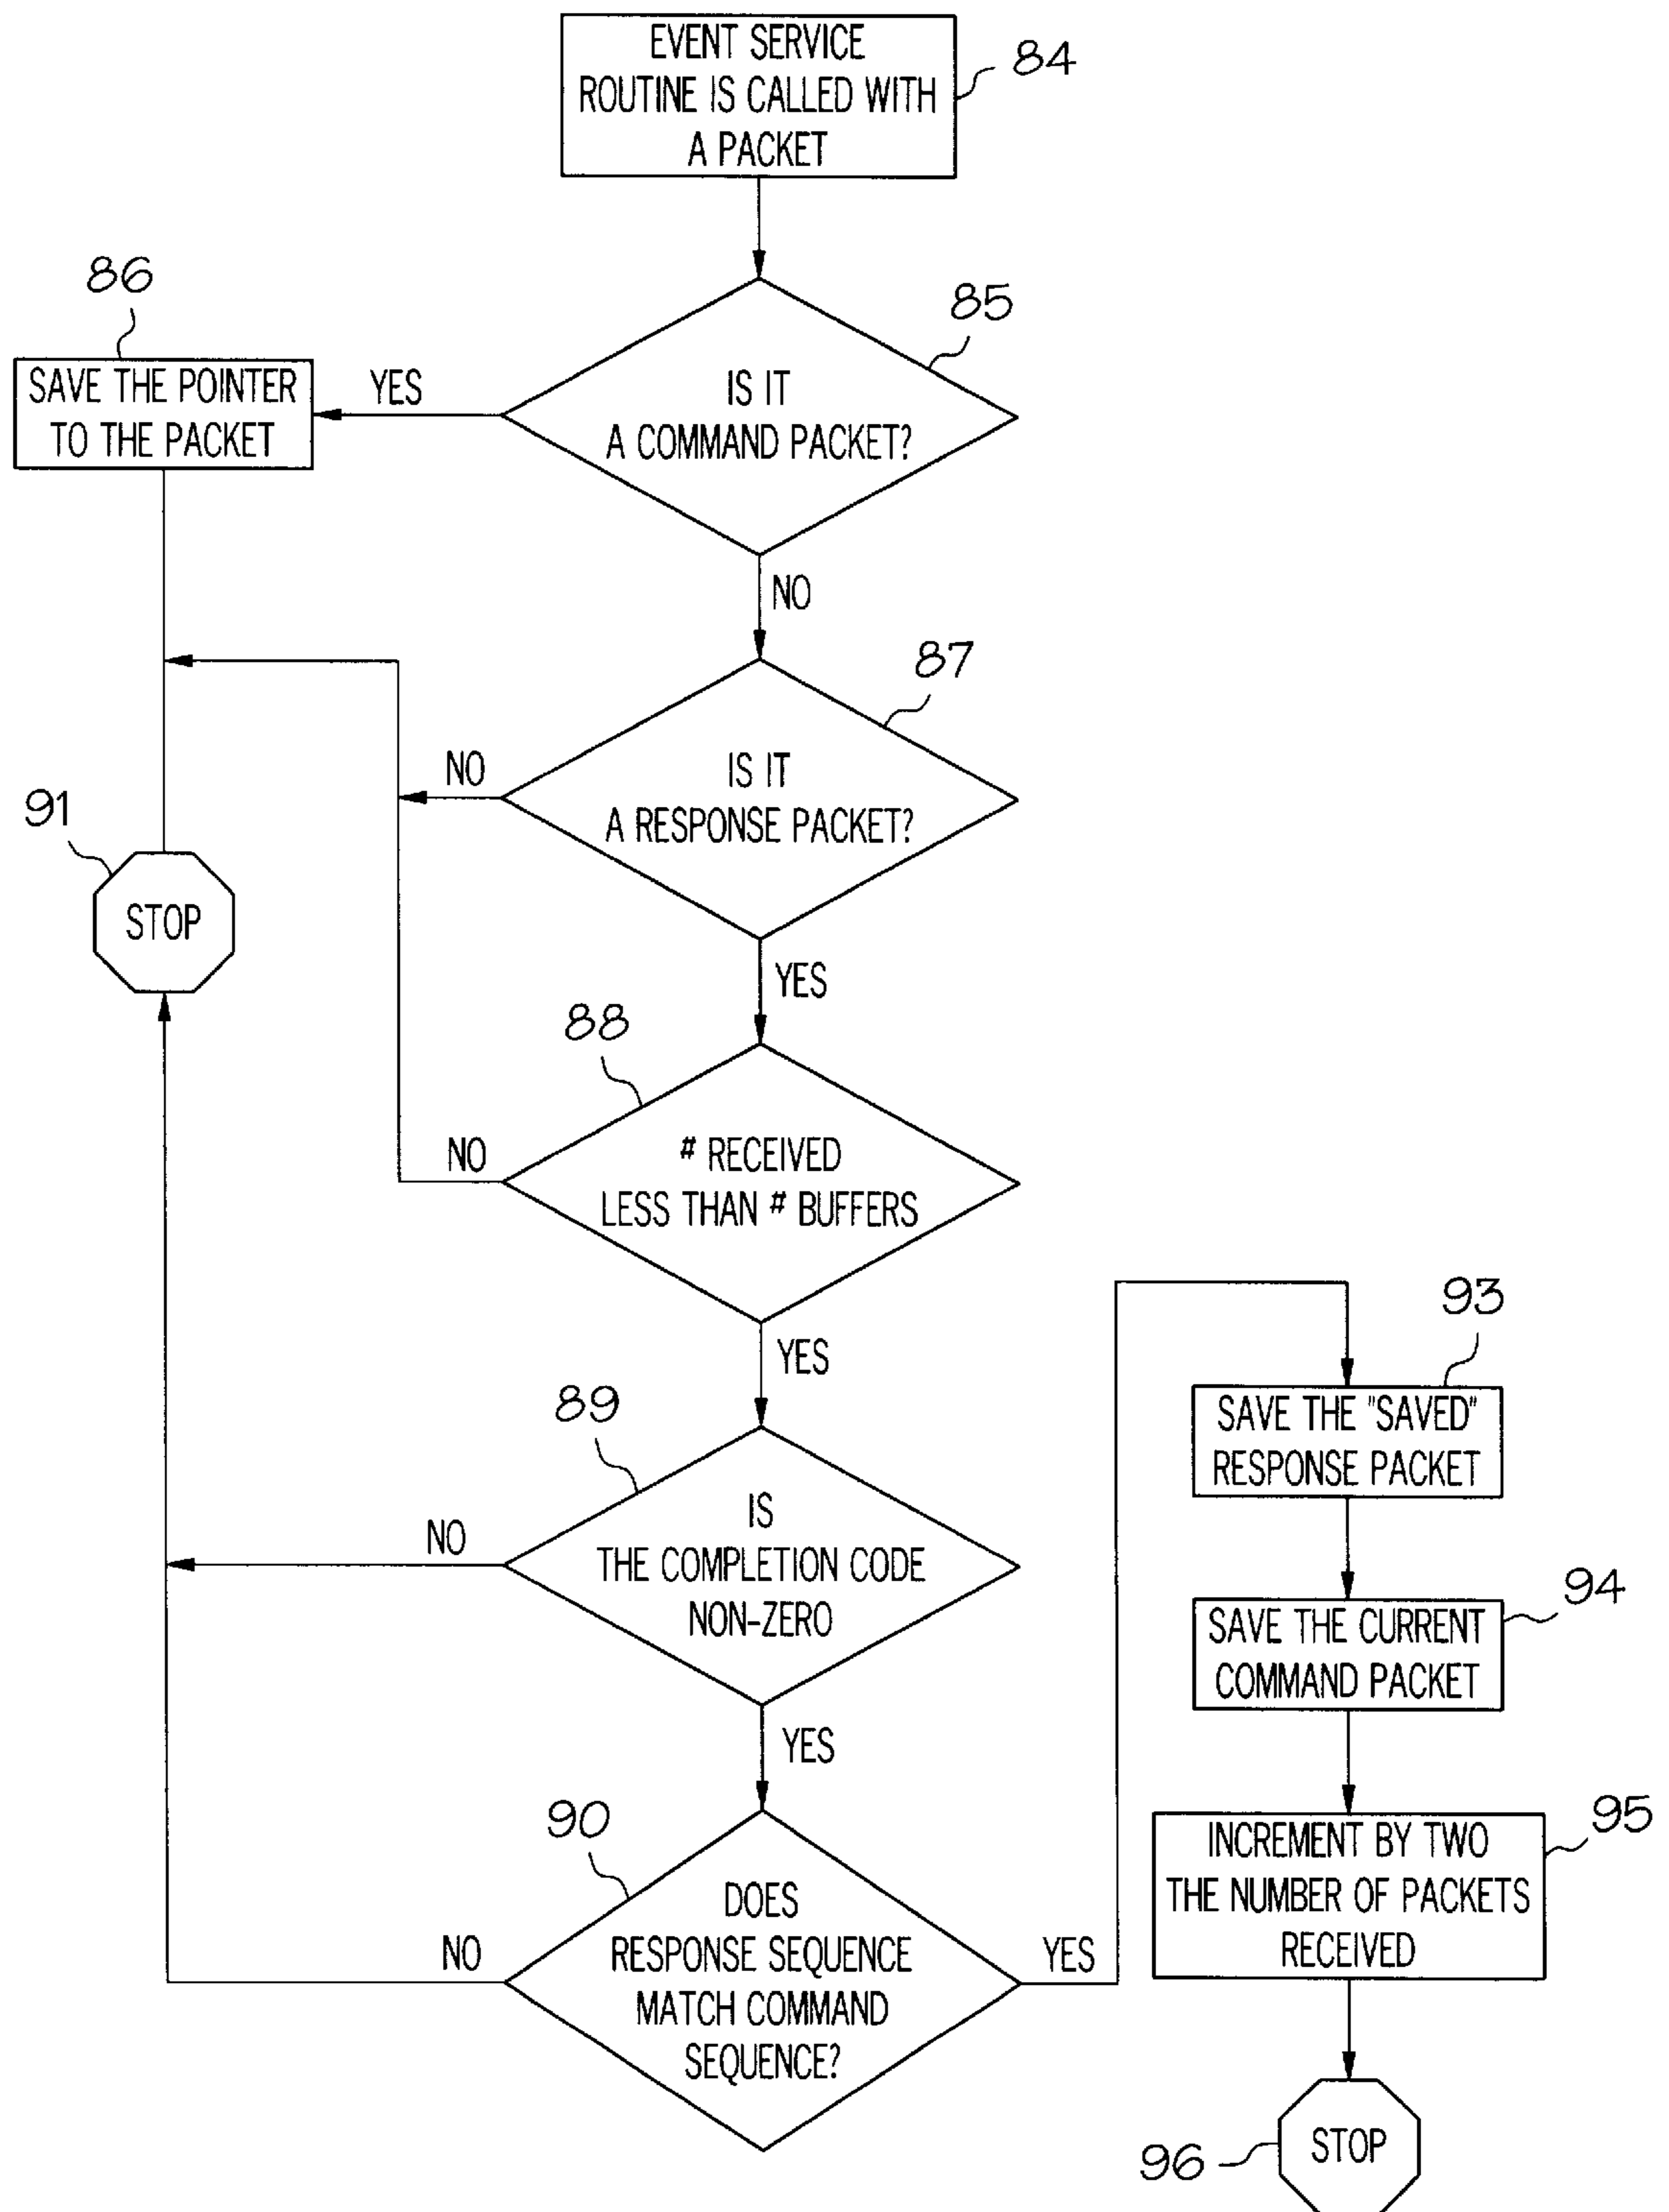 EVENT SERVICE
ROUTINE IS CALLED WITH
A PACKET
84
86
85
SAVE THE POINTER
TO THE PACKET
YES
IS IT
A COMMAND PACKET?
NO
87
NO
IS IT
A RESPONSE PACKET?
91
STOP
YES
88
NO
# RECEIVED
LESS THAN # BUFFERS
YES
93
89
SAVE THE "SAVED"
RESPONSE PACKET
NO
IS
THE COMPLETION CODE
NON-ZERO
94
SAVE THE CURRENT
COMMAND PACKET
YES
90
95
INCREMENT BY TWO
THE NUMBER OF PACKETS
RECEIVED
NO
DOES
RESPONSE SEQUENCE
MATCH COMMAND
SEQUENCE?
YES
96
STOP